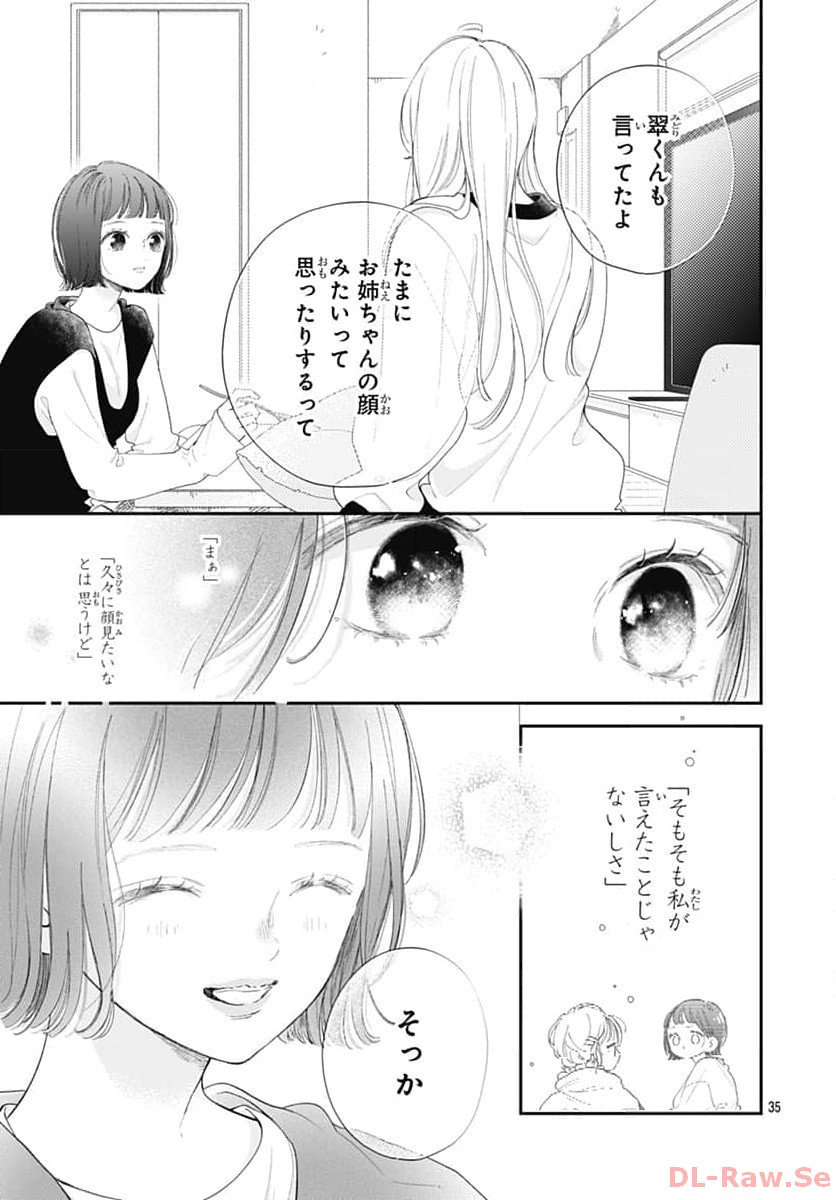 翠くんも
言ってたよ
たまに
お姉ちゃんの顔
みたいって
思ったりするって
「まぁ」
「久々に顔見たいな
とは思うけど」
「そもそも私が
言えたことじゃ
ないしさ」
そっか
35
DL-Raw.Se